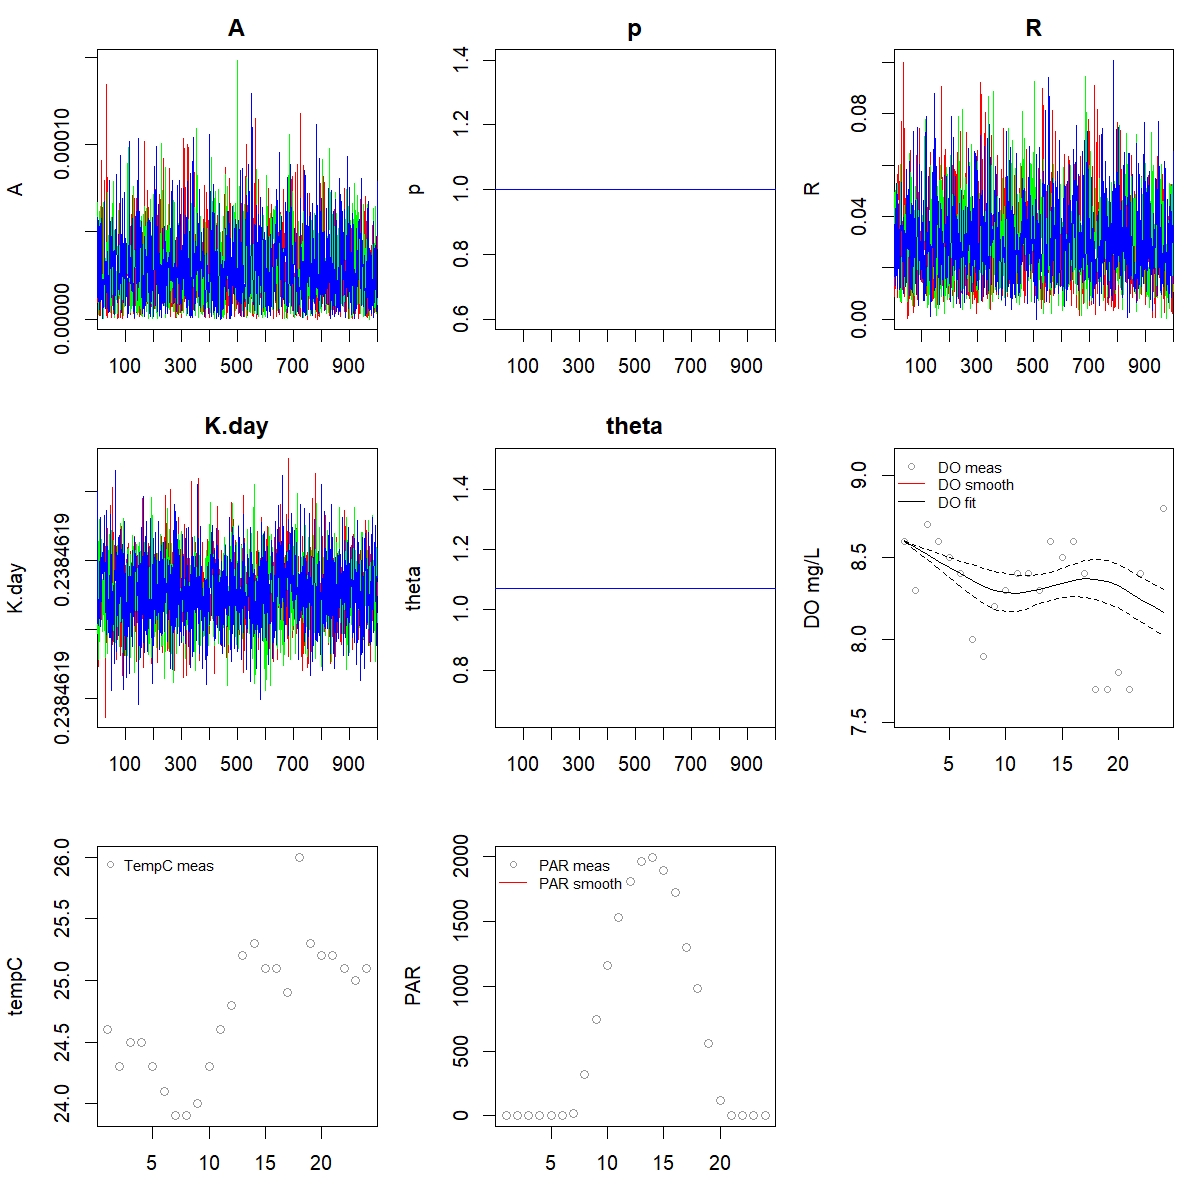 A
p
R
A
0.00000
0.00010
100 300 500 700 900
p
0.6 0.8 1.0 1.2 1.4
100 300 500 700 900
R
0.00 0.04 0.08
100 300 500 700 900
K.day
theta
K.day
0.2384619 0.2384619
100 300 500 700 900
theta
0.8 1.0 1.2 1.4
100 300 500 700 900
DO mg/L
7.5 8.0 8.5 9.0
DO meas
DO smooth
DO fit
5 10 15 20
tempC
24.0 24.5 25.0 25.5 26.0
TempC meas
5 10 15 20
PAR
0 500 1000 1500 2000
PAR meas
PAR smooth
5 10 15 20